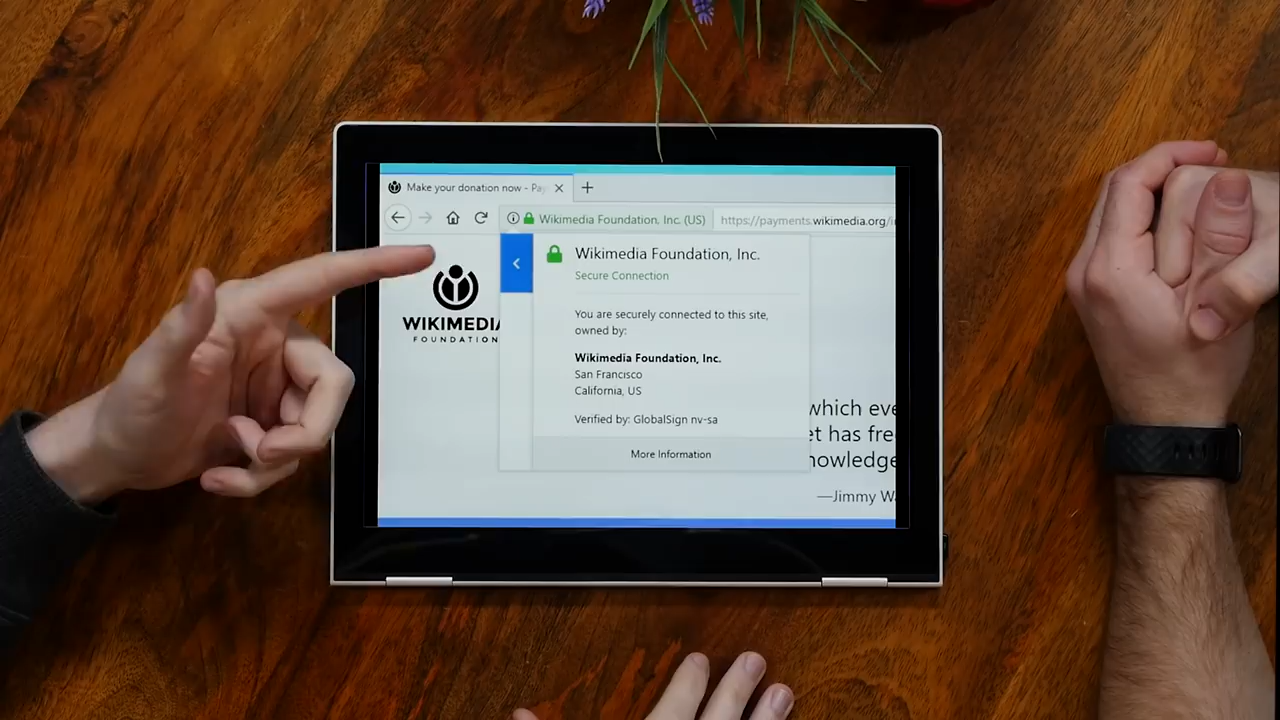 Make your donation now - Pay
Wikimedia Foundation, Inc. (US)
https://payments.wikimedia.org/i
WIKIMEDIA
FOUNDATION
Wikimedia Foundation, Inc.
Secure Connection
You are securely connected to this site,
owned by:
Wikimedia Foundation, Inc.
San Francisco
California, US
Verified by: GlobalSign nv-sa
More Information
which eve
et has fre
nowledge
—Jimmy Wa